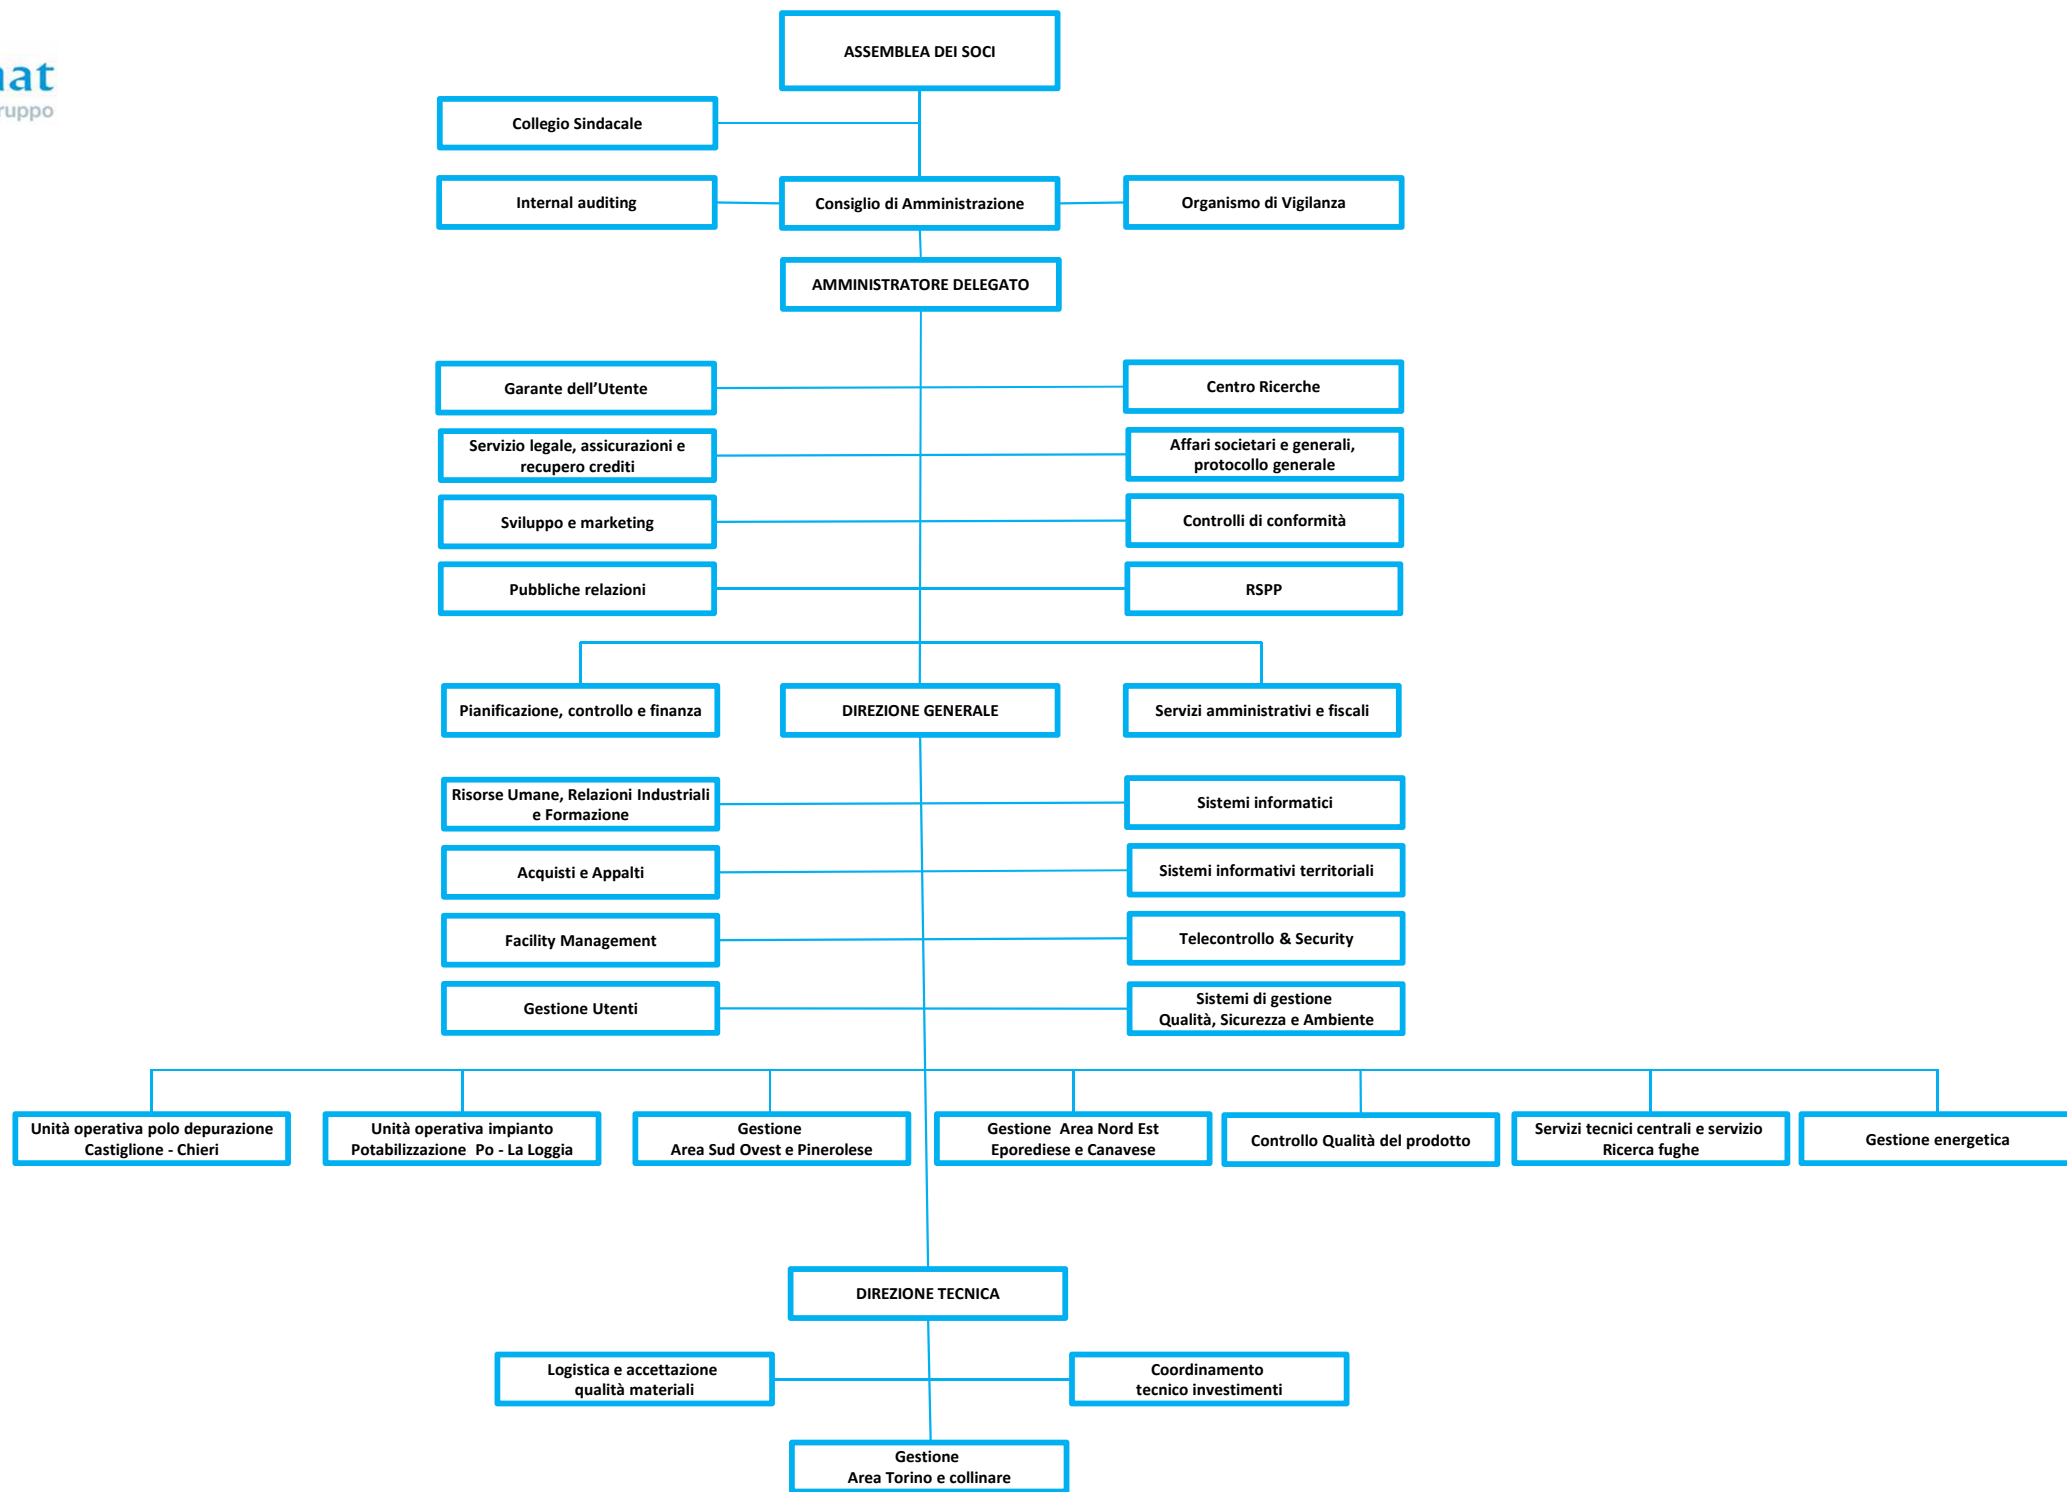 ASSEMBLEA DEI SOCI
Collegio Sindacale
Internal auditing
Consiglio di Amministrazione
Organismo di Vigilanza
AMMINISTRATORE DELEGATO
Garante dell’Utente
Centro Ricerche
Servizio legale, assicurazioni e
recupero crediti
Affari societari e generali,
protocollo generale
Sviluppo e marketing
Controlli di conformità
Pubbliche relazioni
RSPP
Pianificazione, controllo e finanza
DIREZIONE GENERALE
Servizi amministrativi e fiscali
Risorse Umane, Relazioni Industriali
e Formazione
Sistemi informatici
Acquisti e Appalti
Sistemi informativi territoriali
Facility Management
Telecontrollo & Security
Gestione Utenti
Sistemi di gestione
Qualità, Sicurezza e Ambiente
Unità operativa polo depurazione
Castiglione - Chieri
Unità operativa impianto
Potabilizzazione Po - La Loggia
Gestione
Area Sud Ovest e Pinerolese
Gestione Area Nord Est
Eporediese e Canavese
Controllo Qualità del prodotto
Servizi tecnici centrali e servizio
Ricerca fughe
Gestione energetica
DIREZIONE TECNICA
Logistica e accettazione
qualità materiali
Coordinamento
tecnico investimenti
Gestione
Area Torino e collinare